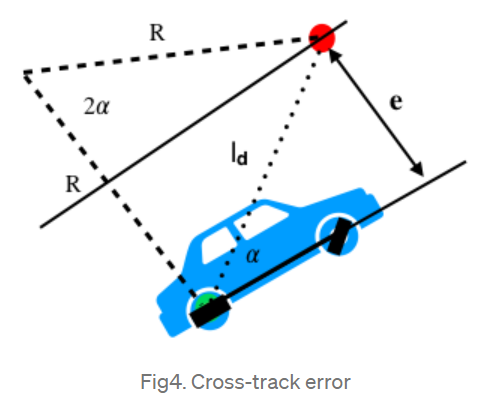 R
2α
e
l_d
R
α
Fig4. Cross-track error